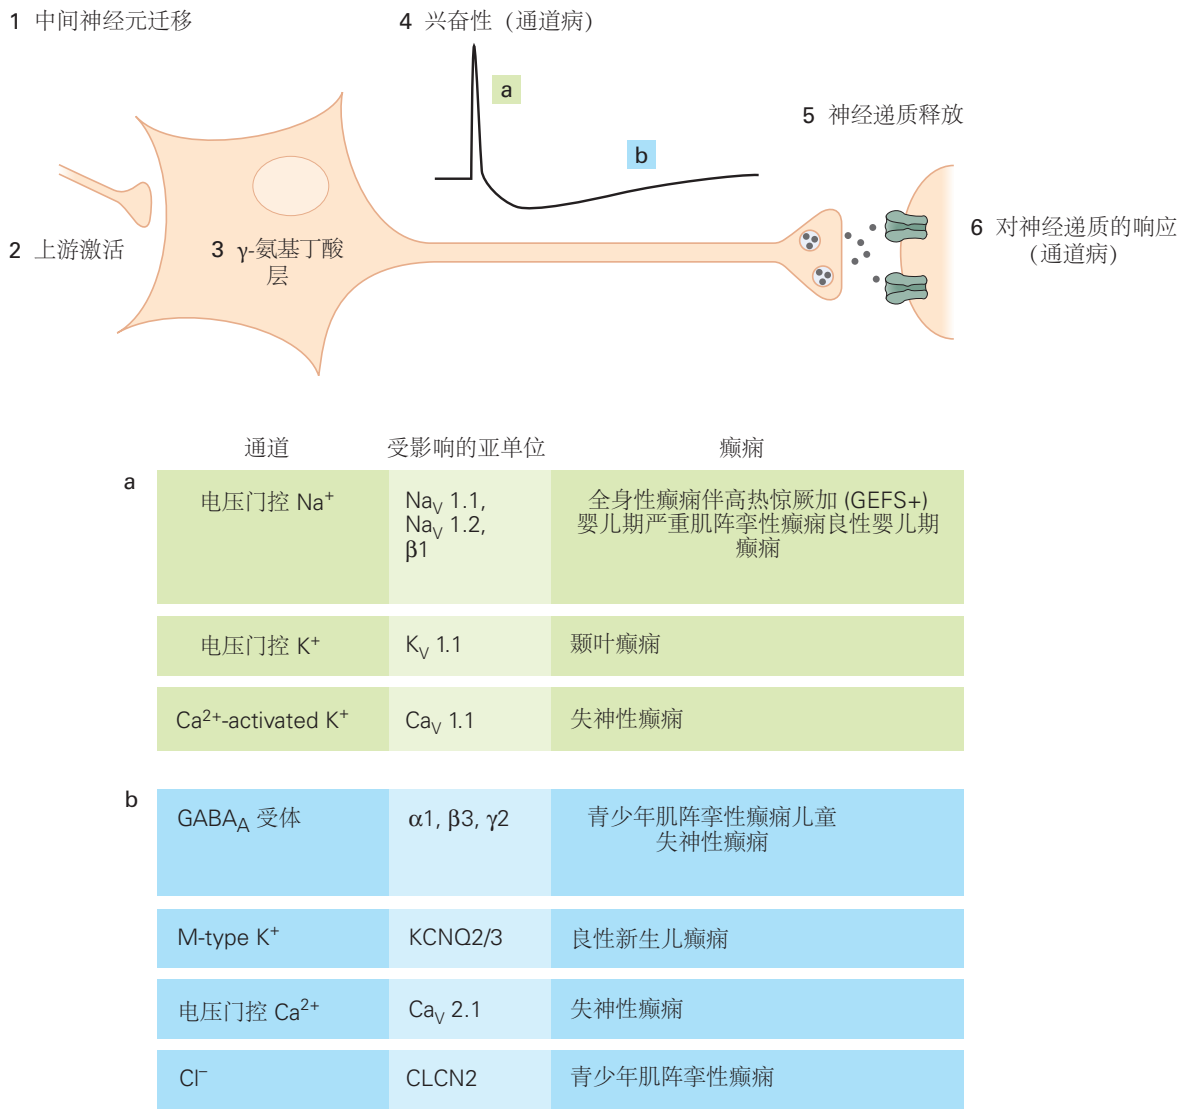 1 中间神经元迁移
4 兴奋性（通道病）
a
5 神经递质释放
b
2 上游激活
3 γ-氨基丁酸
层
6 对神经递质的响应
（通道病）
通道 受影响的亚单位 癫痫
a
电压门控 Na⁺
Naᵥ 1.1,
Naᵥ 1.2,
β1
全身性癫痫伴高热惊厥加 (GEFS+)
婴儿期严重肌阵挛性癫痫良性婴儿期
癫痫
电压门控 K⁺ Kᵥ 1.1 颞叶癫痫
Ca²⁺-activated K⁺ Caᵥ 1.1 失神性癫痫
b
GABA_A 受体 α1, β3, γ2 青少年肌阵挛性癫痫儿童
失神性癫痫
M-type K⁺ KCNQ2/3 良性新生儿癫痫
电压门控 Ca²⁺ Caᵥ 2.1 失神性癫痫
Cl⁻ CLCN2 青少年肌阵挛性癫痫